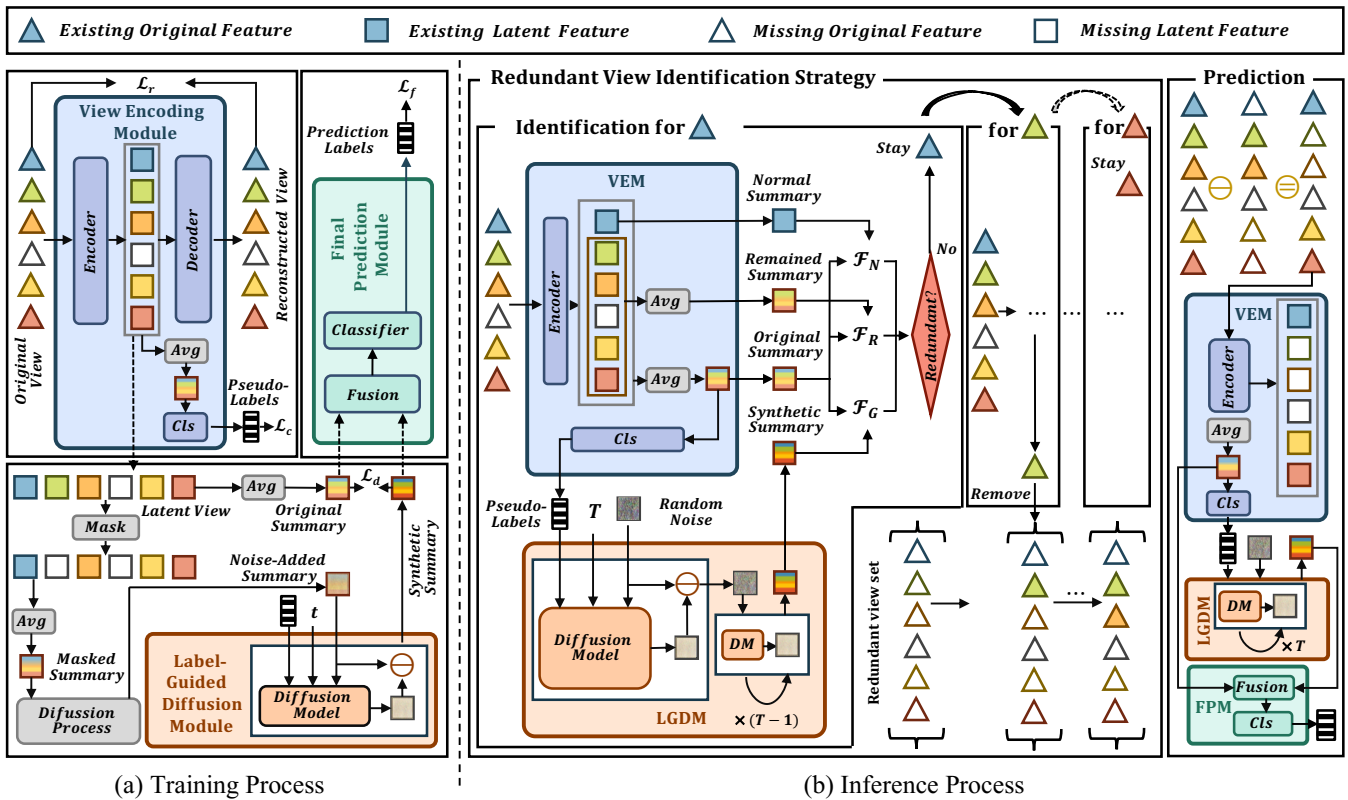 Existing Original Feature
Existing Latent Feature
Missing Original Feature
Missing Latent Feature
ℒr
View Encoding
Module
Encoder
Decoder
Original View
Reconstructed View
Avg
Cls
Pseudo-
Labels
ℒc
ℒf
Prediction
Labels
Final
Prediction
Module
Classifier
Fusion
Latent View
Avg
Original
Summary
ℒd
Synthetic
Summary
Mask
Avg
Masked
Summary
Difussion
Process
Noise-Added
Summary
t
Label-
Guided
Diffusion
Module
Diffusion
Model
(a) Training Process
Redundant View Identification Strategy
Identification for
VEM
Encoder
Avg
Avg
Cls
Normal
Summary
Remained
Summary
Original
Summary
Synthetic
Summary
ℱN
ℱR
ℱG
Redundant?
No
Stay
for
for
Stay
... ... ...
Remove
Pseudo-
Labels
T
Random
Noise
Diffusion
Model
DM
× (T − 1)
LGDM
Redundant view set
...
Prediction
VEM
Encoder
Avg
Cls
LGDM
DM
× T
Fusion
FPM
Cls
(b) Inference Process